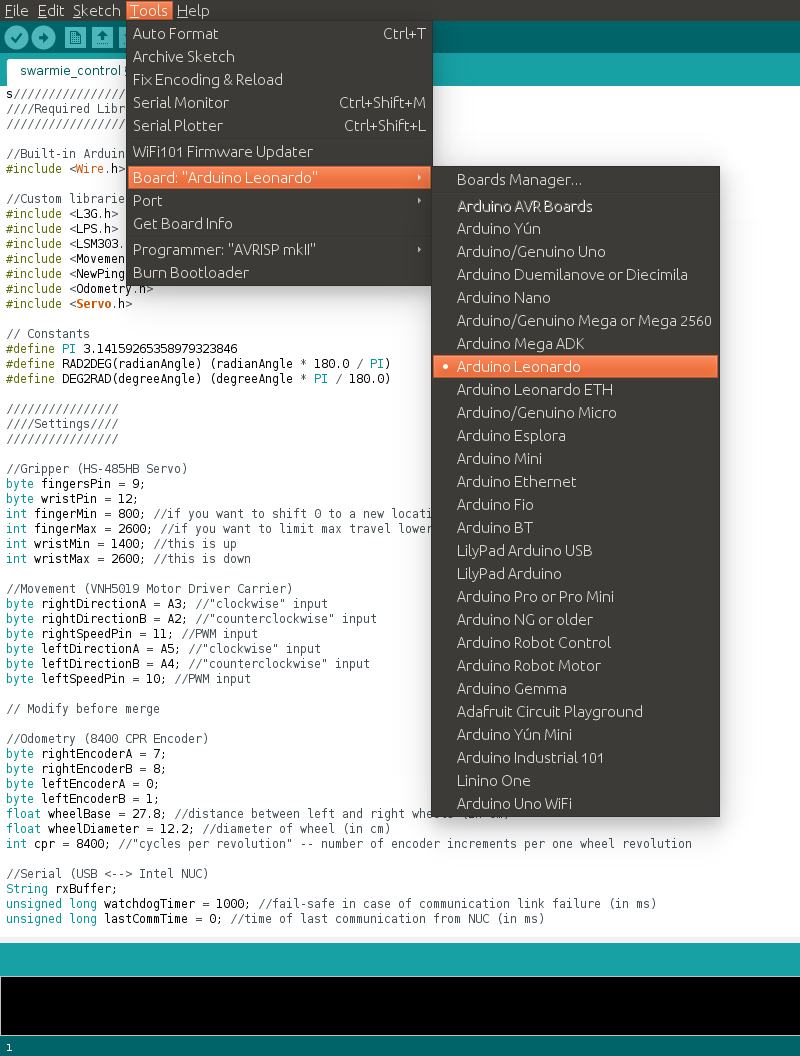 File Edit Sketch Tools Help
swarmie_control
Auto Format Ctrl+T
Archive Sketch
Fix Encoding & Reload
Serial Monitor Ctrl+Shift+M
Serial Plotter Ctrl+Shift+L
WiFi101 Firmware Updater
Board: "Arduino Leonardo"
Port
Get Board Info
Programmer: "AVRISP mkII"
Burn Bootloader
Boards Manager...
Arduino AVR Boards
Arduino Yún
Arduino/Genuino Uno
Arduino Duemilanove or Diecimila
Arduino Nano
Arduino/Genuino Mega or Mega 2560
Arduino Mega ADK
Arduino Leonardo
Arduino Leonardo ETH
Arduino/Genuino Micro
Arduino Esplora
Arduino Mini
Arduino Ethernet
Arduino Fio
Arduino BT
LilyPad Arduino USB
LilyPad Arduino
Arduino Pro or Pro Mini
Arduino NG or older
Arduino Robot Control
Arduino Robot Motor
Arduino Gemma
Adafruit Circuit Playground
Arduino Yún Mini
Arduino Industrial 101
Linino One
Arduino Uno WiFi
s/////////////////
////Required Libr
/////////////////
//Built-in Arduin
#include <Wire.h>
//Custom librarie
#include <L3G.h>
#include <LPS.h>
#include <LSM303.
#include <Movemen
#include <NewPing
#include <Odometry.h>
#include <Servo.h>
// Constants
#define PI 3.14159265358979323846
#define RAD2DEG(radianAngle) (radianAngle * 180.0 / PI)
#define DEG2RAD(degreeAngle) (degreeAngle * PI / 180.0)
////////////////
////Settings////
////////////////
//Gripper (HS-485HB Servo)
byte fingersPin = 9;
byte wristPin = 12;
int fingerMin = 800; //if you want to shift 0 to a new locati
int fingerMax = 2600; //if you want to limit max travel lower
int wristMin = 1400; //this is up
int wristMax = 2600; //this is down
//Movement (VNH5019 Motor Driver Carrier)
byte rightDirectionA = A3; //"clockwise" input
byte rightDirectionB = A2; //"counterclockwise" input
byte rightSpeedPin = 11; //PWM input
byte leftDirectionA = A5; //"clockwise" input
byte leftDirectionB = A4; //"counterclockwise" input
byte leftSpeedPin = 10; //PWM input
// Modify before merge
//Odometry (8400 CPR Encoder)
byte rightEncoderA = 7;
byte rightEncoderB = 8;
byte leftEncoderA = 0;
byte leftEncoderB = 1;
float wheelBase = 27.8; //distance between left and right wheels (in cm)
float wheelDiameter = 12.2; //diameter of wheel (in cm)
int cpr = 8400; //"cycles per revolution" -- number of encoder increments per one wheel revolution
//Serial (USB <--> Intel NUC)
String rxBuffer;
unsigned long watchdogTimer = 1000; //fail-safe in case of communication link failure (in ms)
unsigned long lastCommTime = 0; //time of last communication from NUC (in ms)
1